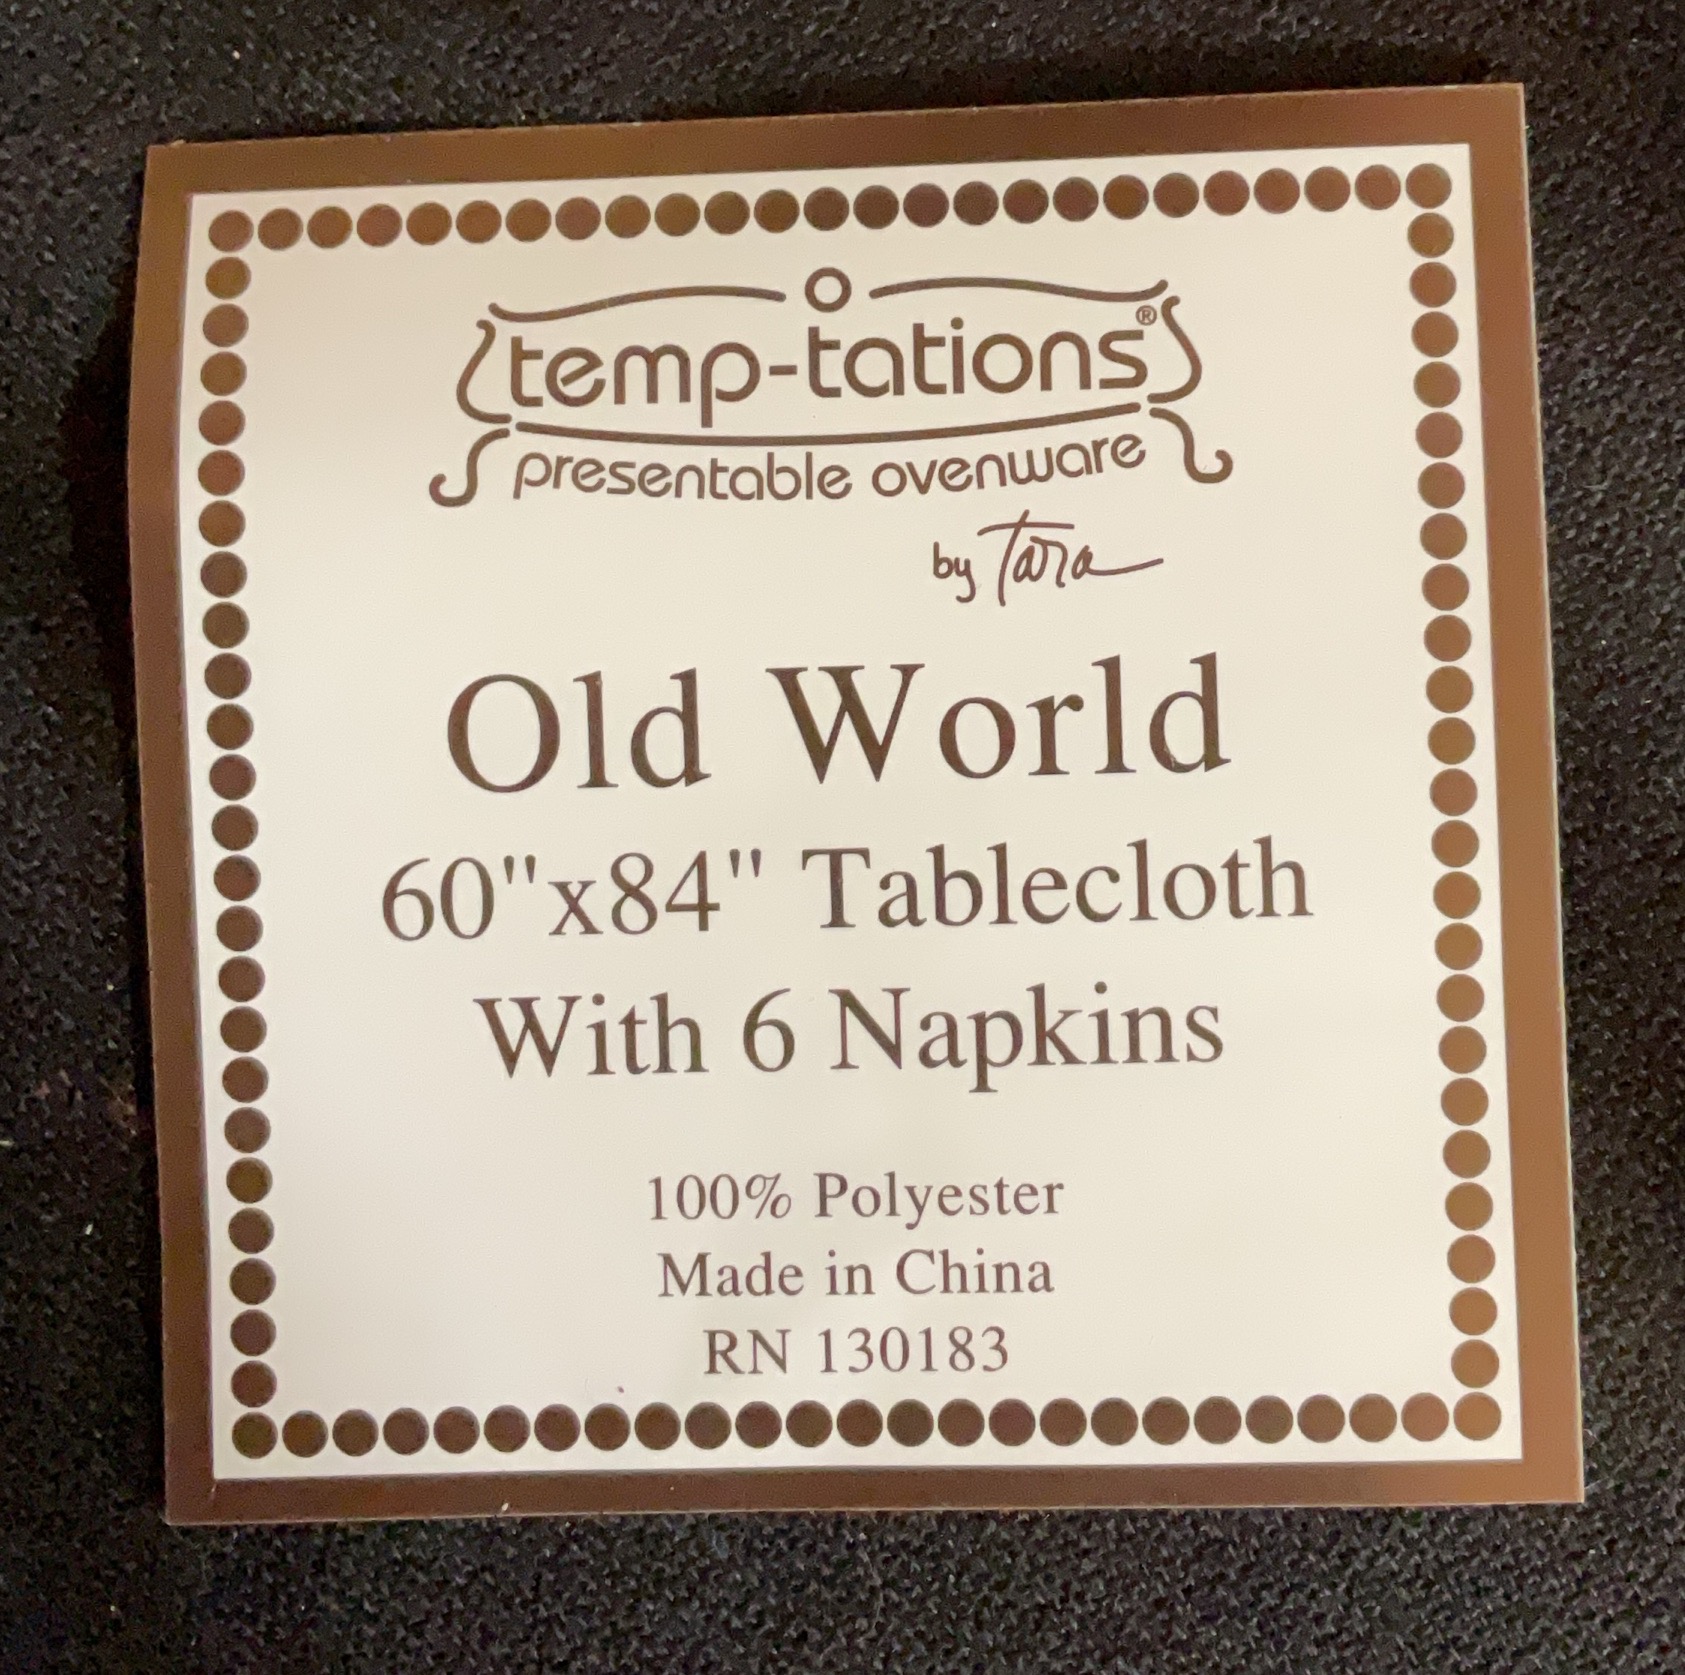 temp-tations®
presentable ovenware
by Tara
Old World
60"x84" Tablecloth
With 6 Napkins
100% Polyester
Made in China
RN 130183